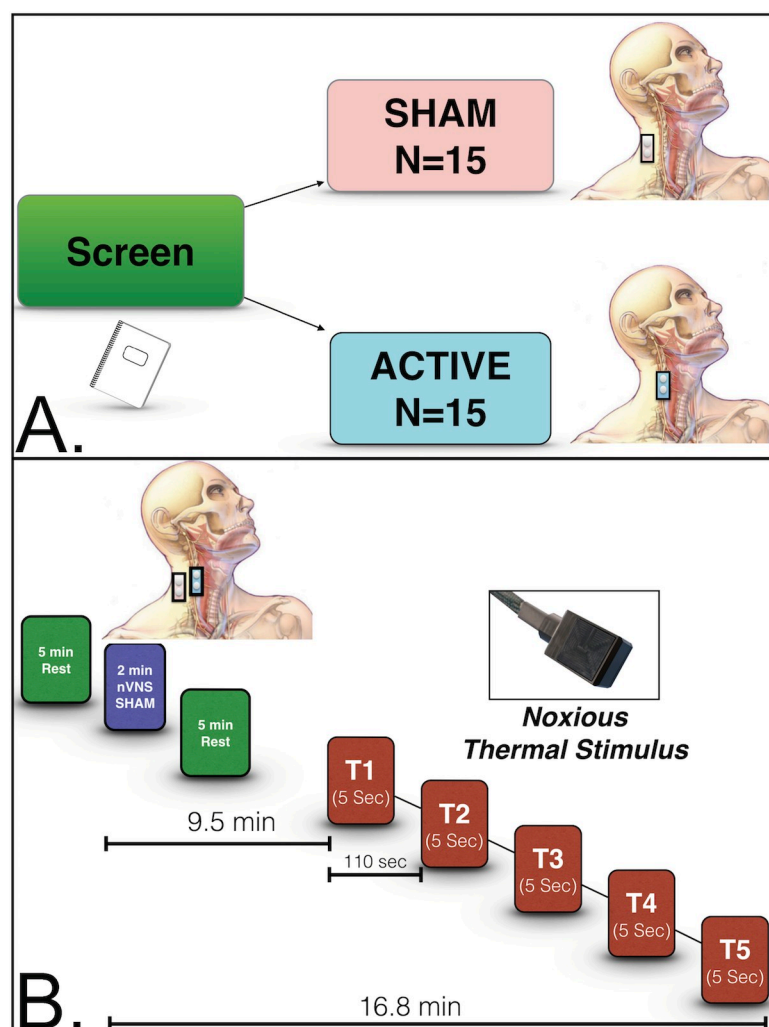 SHAM
N=15
Screen
ACTIVE
N=15
A.
5 min
Rest
2 min
nVNS
SHAM
5 min
Rest
Noxious
Thermal Stimulus
T1
(5 Sec)
T2
(5 Sec)
T3
(5 Sec)
T4
(5 Sec)
T5
(5 Sec)
9.5 min
110 sec
16.8 min
B.